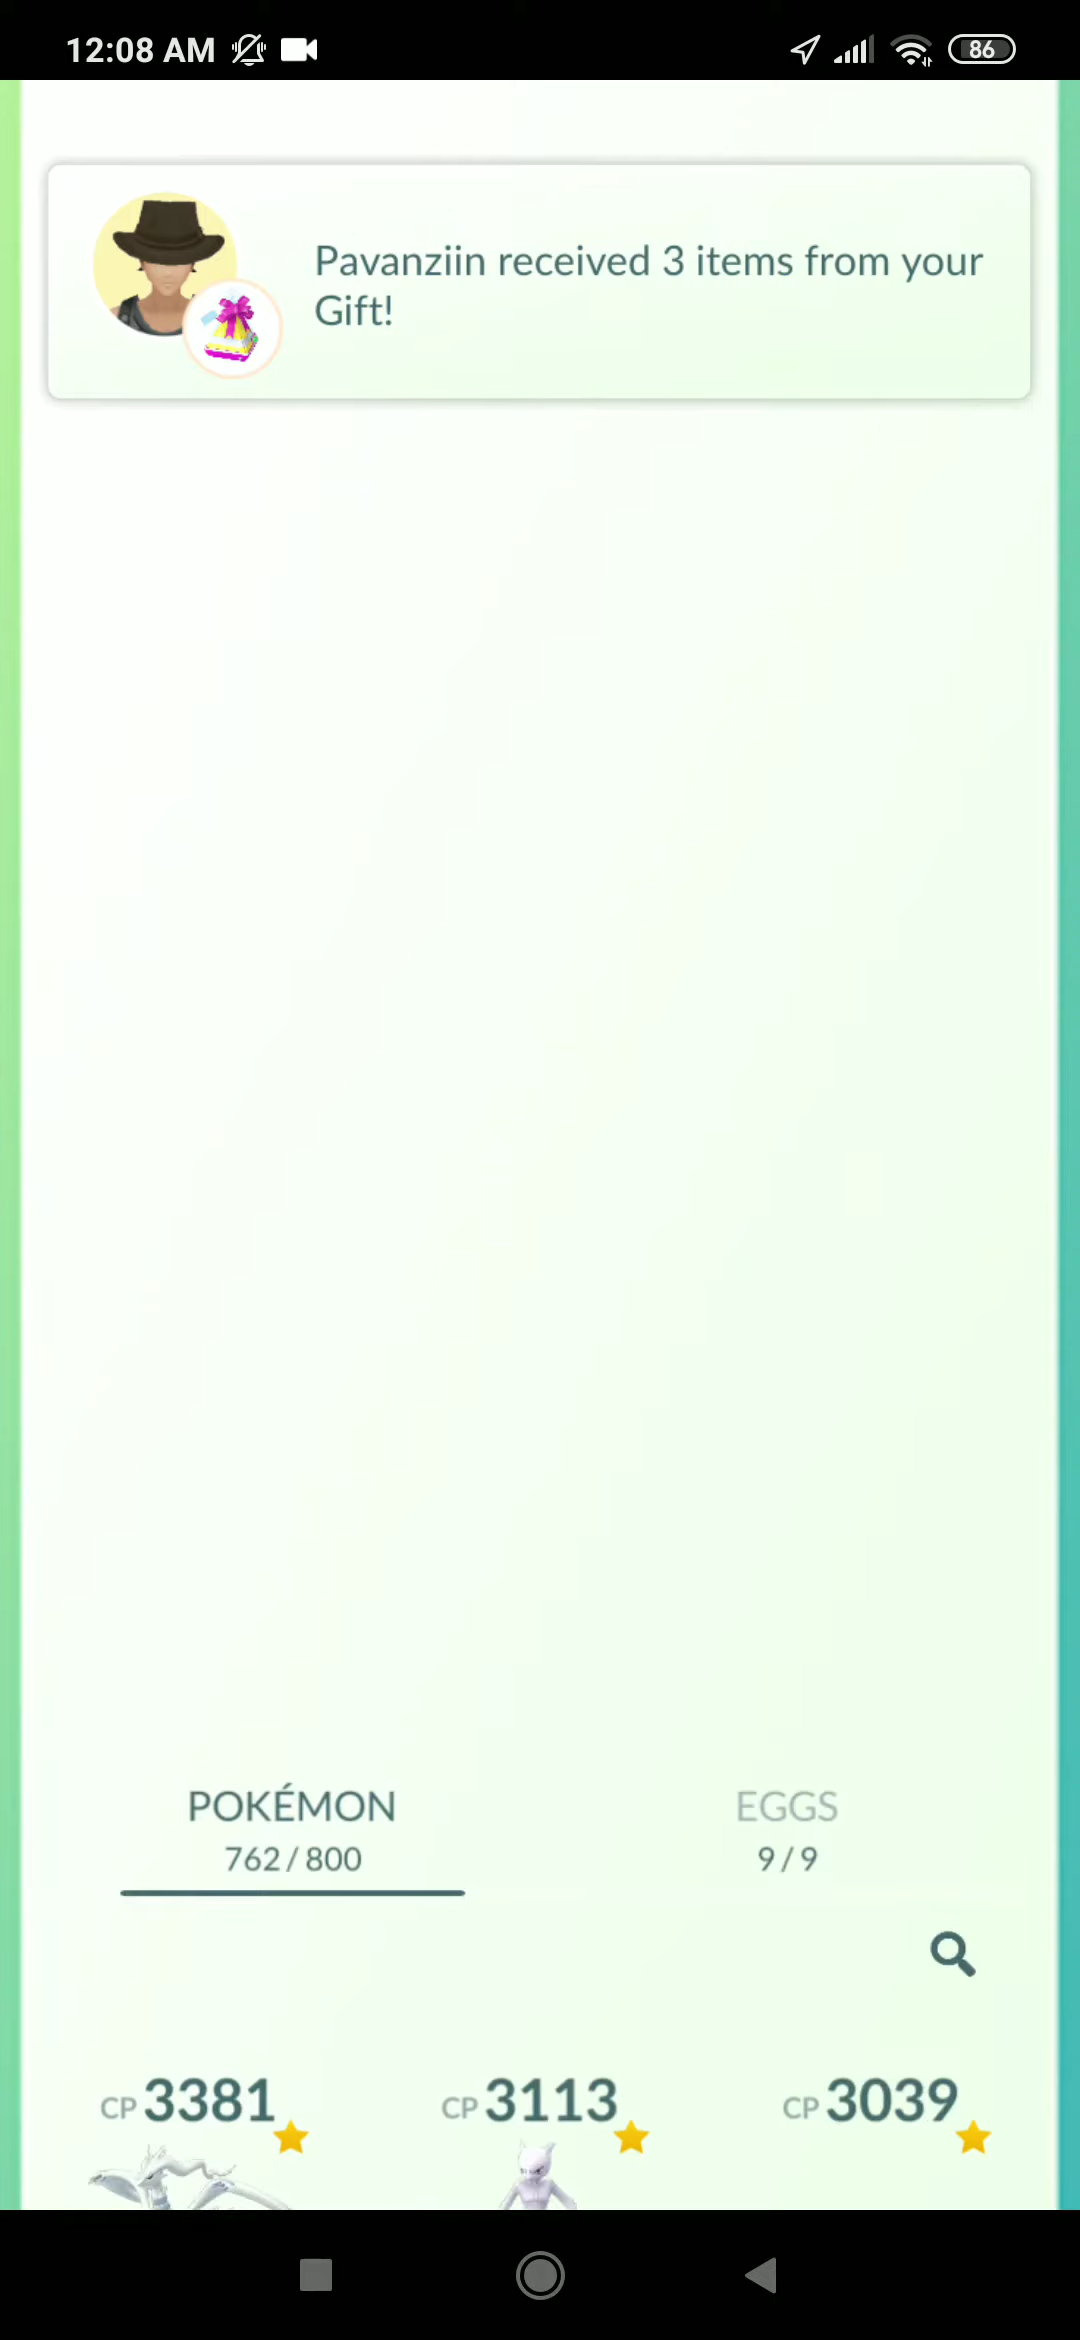 12:08 AM 86
Pavanziin received 3 items from your
Gift!
POKÉMON EGGS
762 / 800 9 / 9
CP 3381 CP 3113 CP 3039